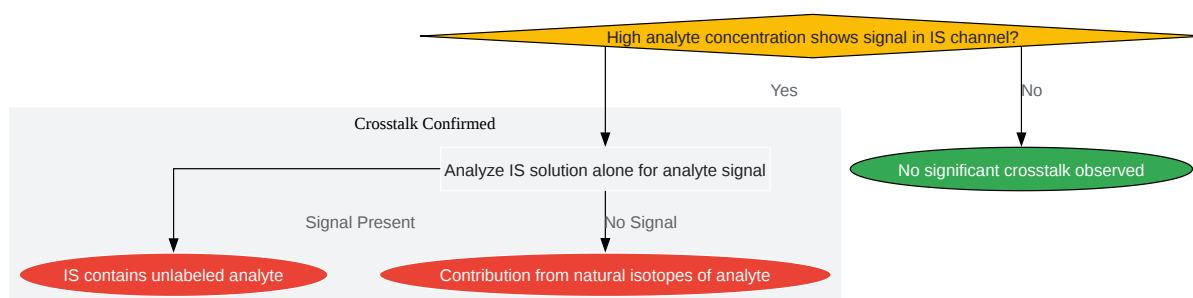 High analyte concentration shows signal in IS channel?
Yes
No
Crosstalk Confirmed
Analyze IS solution alone for analyte signal
No significant crosstalk observed
Signal Present
No Signal
IS contains unlabeled analyte
Contribution from natural isotopes of analyte